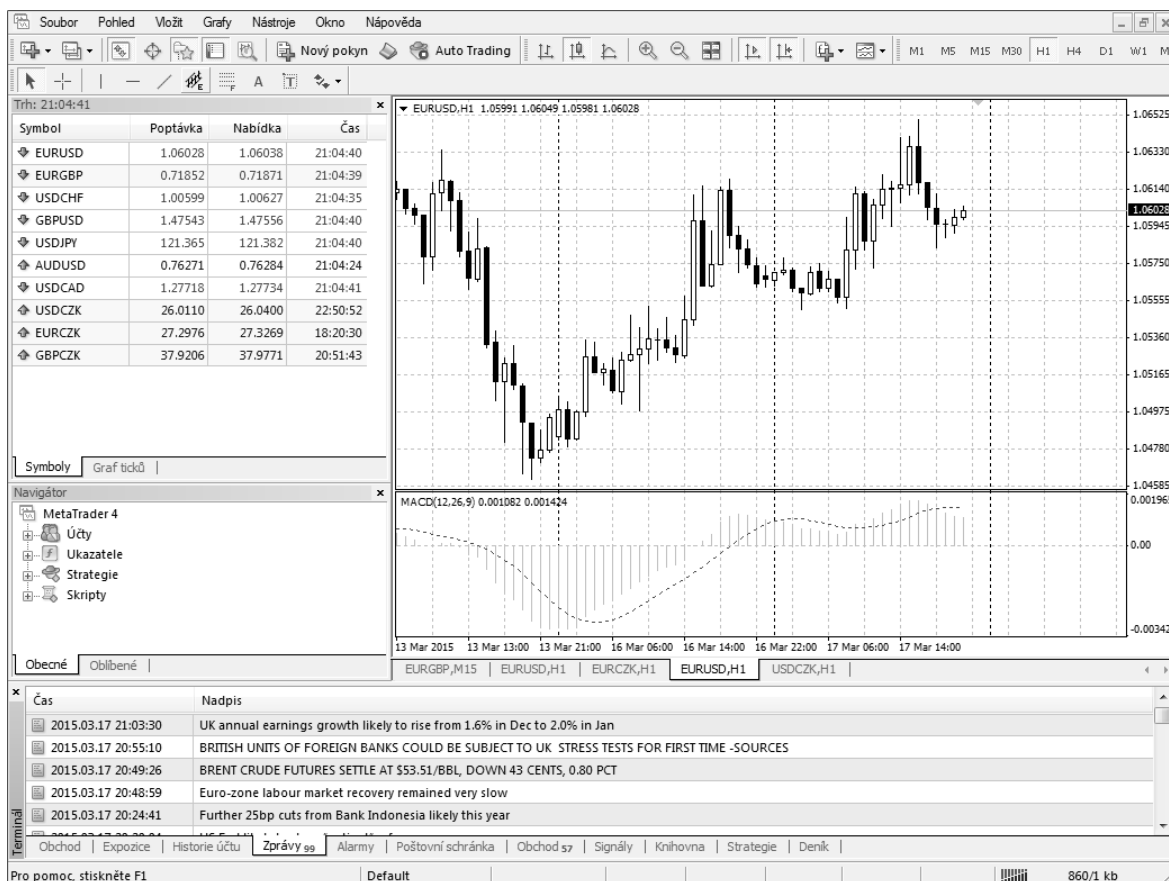 Soubor Pohled Vložit Grafy Nástroje Okno Nápověda
Nový pokyn Auto Trading M1 M5 M15 M30 H1 H4 D1 W1 M
E F A T
Trh: 21:04:41
Symbol Poptávka Nabídka Čas
EURUSD 1.06028 1.06038 21:04:40
EURGBP 0.71852 0.71871 21:04:39
USDCHF 1.00599 1.00627 21:04:35
GBPUSD 1.47543 1.47556 21:04:40
USDJPY 121.365 121.382 21:04:40
AUDUSD 0.76271 0.76284 21:04:24
USDCAD 1.27718 1.27734 21:04:41
USDCZK 26.0110 26.0400 22:50:52
EURCZK 27.2976 27.3269 18:20:30
GBPCZK 37.9206 37.9771 20:51:43
Symboly Graf ticků
Navigátor
MetaTrader 4
Účty
Ukazatele
Strategie
Skripty
Obecné Oblíbené
EURUSD,H1 1.05991 1.06049 1.05981 1.06028
1.06525
1.06330
1.06140
1.06028
1.05945
1.05750
1.05555
1.05360
1.05165
1.04975
1.04780
1.04585
MACD(12,26,9) 0.001082 0.001424
0.00196
0.00
-0.00342
13 Mar 2015 13 Mar 13:00 13 Mar 21:00 16 Mar 06:00 16 Mar 14:00 16 Mar 22:00 17 Mar 06:00 17 Mar 14:00
EURGBP,M15 EURUSD,H1 EURCZK,H1 EURUSD,H1 USDCZK,H1
Terminál
Čas Nadpis
2015.03.17 21:03:30 UK annual earnings growth likely to rise from 1.6% in Dec to 2.0% in Jan
2015.03.17 20:55:10 BRITISH UNITS OF FOREIGN BANKS COULD BE SUBJECT TO UK STRESS TESTS FOR FIRST TIME -SOURCES
2015.03.17 20:49:26 BRENT CRUDE FUTURES SETTLE AT $53.51/BBL, DOWN 43 CENTS, 0.80 PCT
2015.03.17 20:48:59 Euro-zone labour market recovery remained very slow
2015.03.17 20:24:41 Further 25bp cuts from Bank Indonesia likely this year
Obchod Expozice Historie účtu Zprávy 99 Alarmy Poštovní schránka Obchod 57 Signály Knihovna Strategie Deník
Pro pomoc, stiskněte F1 Default 860/1 kb